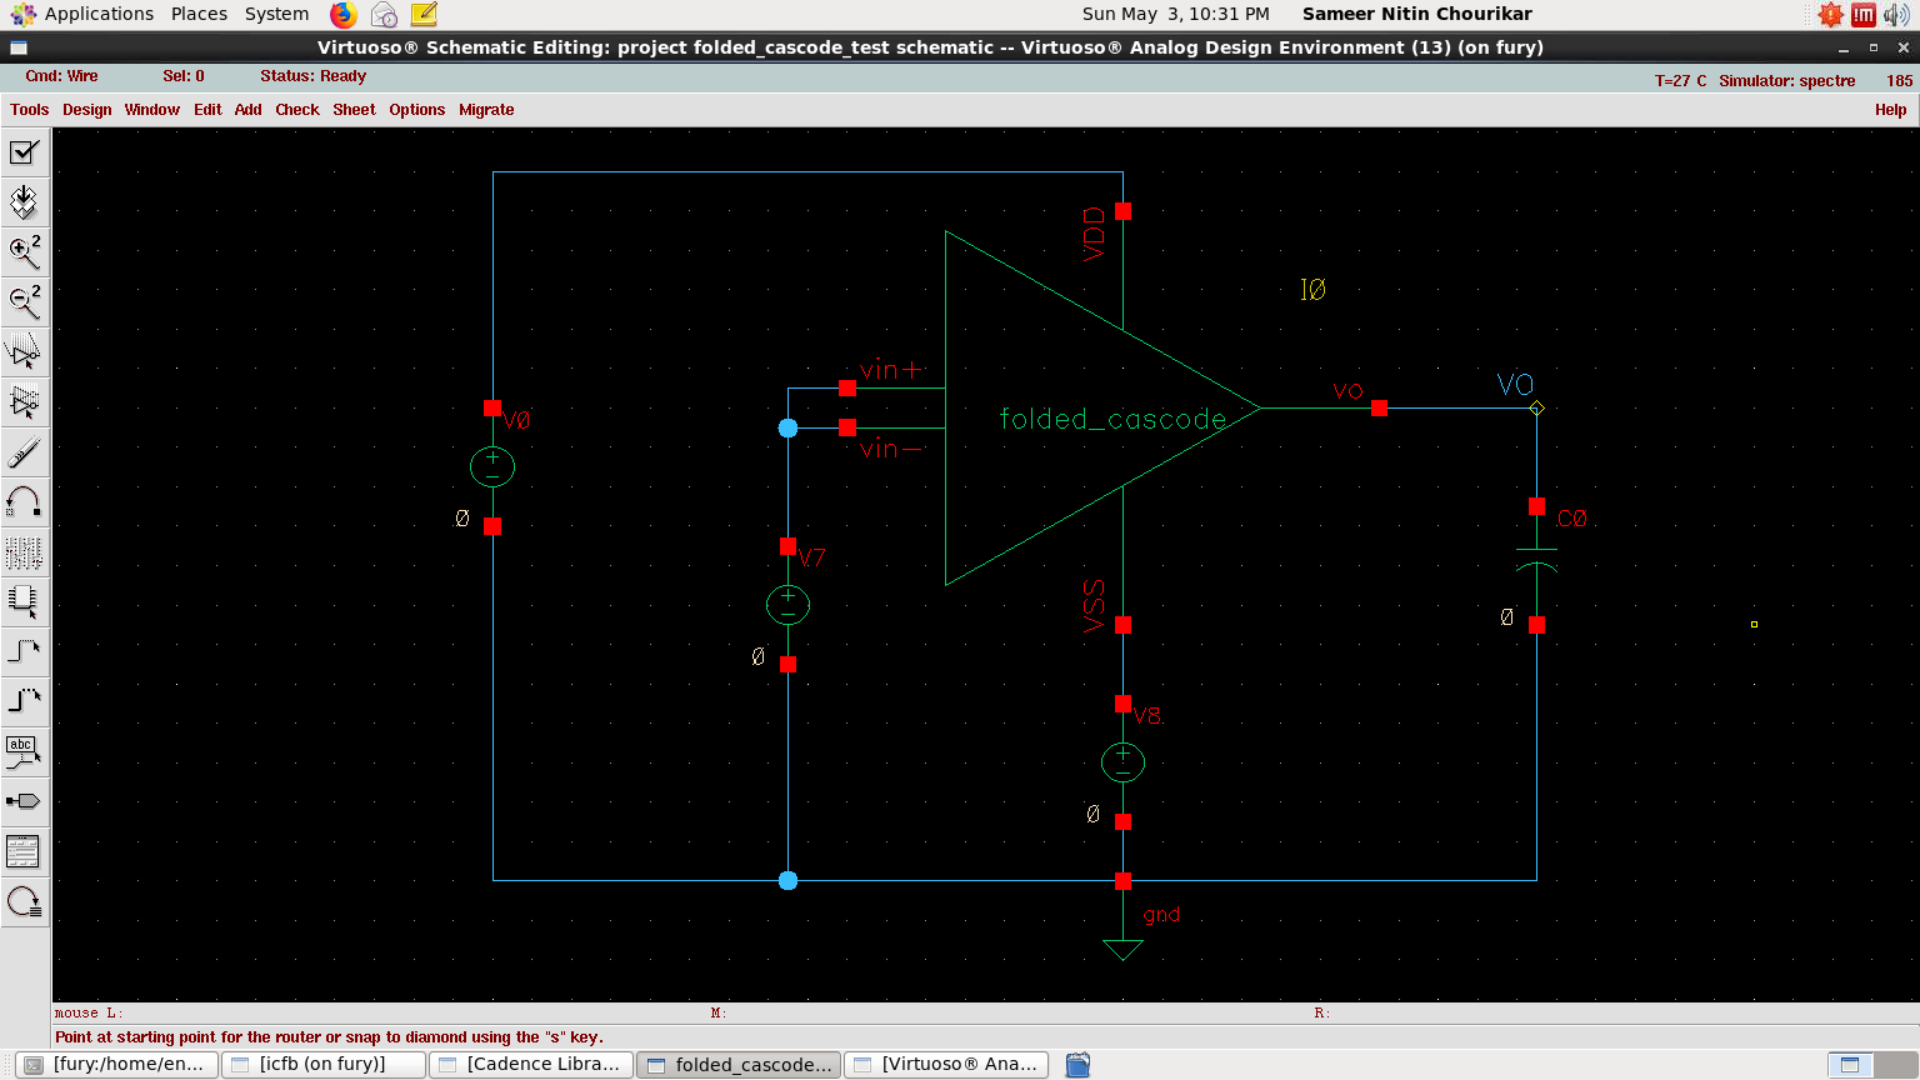 Applications Places System Sun May 3, 10:31 PM Sameer Nitin Chourikar
Virtuoso® Schematic Editing: project folded_cascode_test schematic -- Virtuoso® Analog Design Environment (13) (on fury)
Cmd: Wire Sel: 0 Status: Ready T=27 C Simulator: spectre 185
Tools Design Window Edit Add Check Sheet Options Migrate Help
VDD
I0
vin+
vo
VO
folded_cascode
V0
vin-
0
C0
V7
VSS
0
0
V8
0
gnd
abc
2
2
mouse L: M: R:
Point at starting point for the router or snap to diamond using the "s" key.
[fury:/home/en... [icfb (on fury)] [Cadence Libra... folded_cascode... [Virtuoso® Ana...